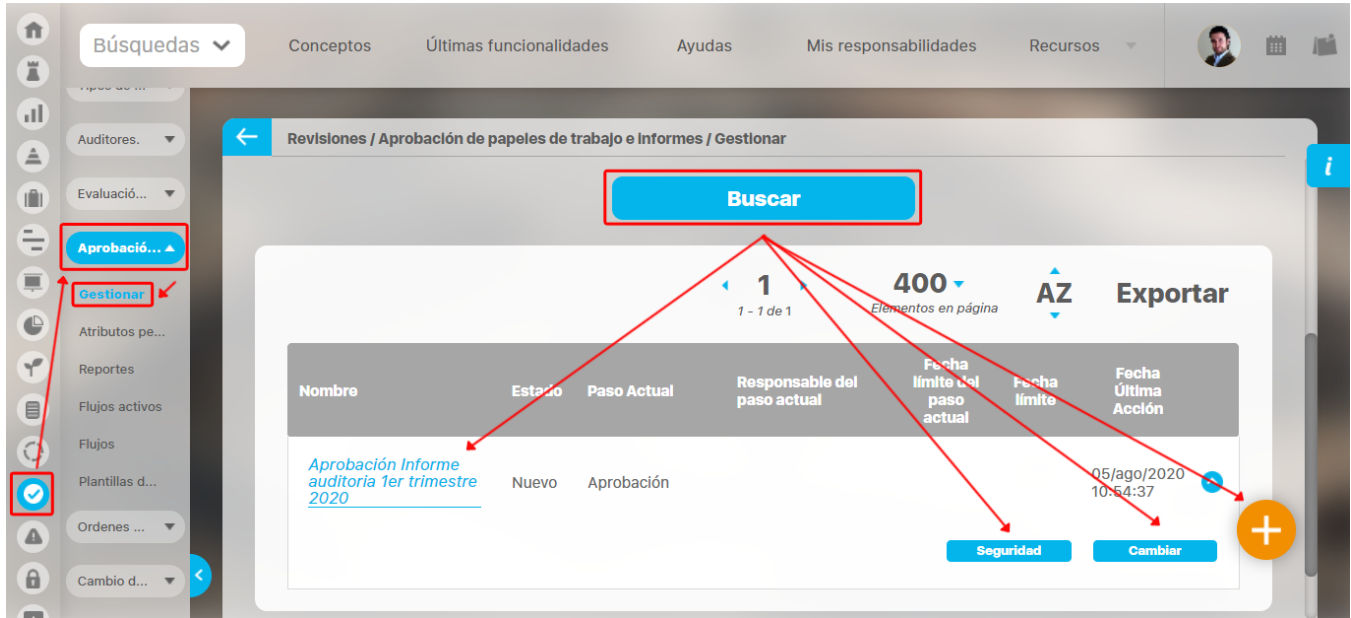 Búsquedas
Conceptos
Últimas funcionalidades
Ayudas
Mis responsabilidades
Recursos
Auditores.
Evaluació...
Aprobació...
Gestionar
Atributos pe...
Reportes
Flujos activos
Flujos
Plantillas d...
Ordenes ...
Cambio d...
Revisiones / Aprobación de papeles de trabajo e informes / Gestionar
i
Buscar
1
1 - 1 de 1
400
Elementos en página
AZ
Exportar
Nombre
Estado
Paso Actual
Responsable del
paso actual
Fecha
límite del
paso
actual
Fecha
límite
Fecha
Última
Acción
Aprobación Informe
auditoria 1er trimestre
2020
Nuevo
Aprobación
05/ago/2020
10:54:37
Seguridad
Cambiar